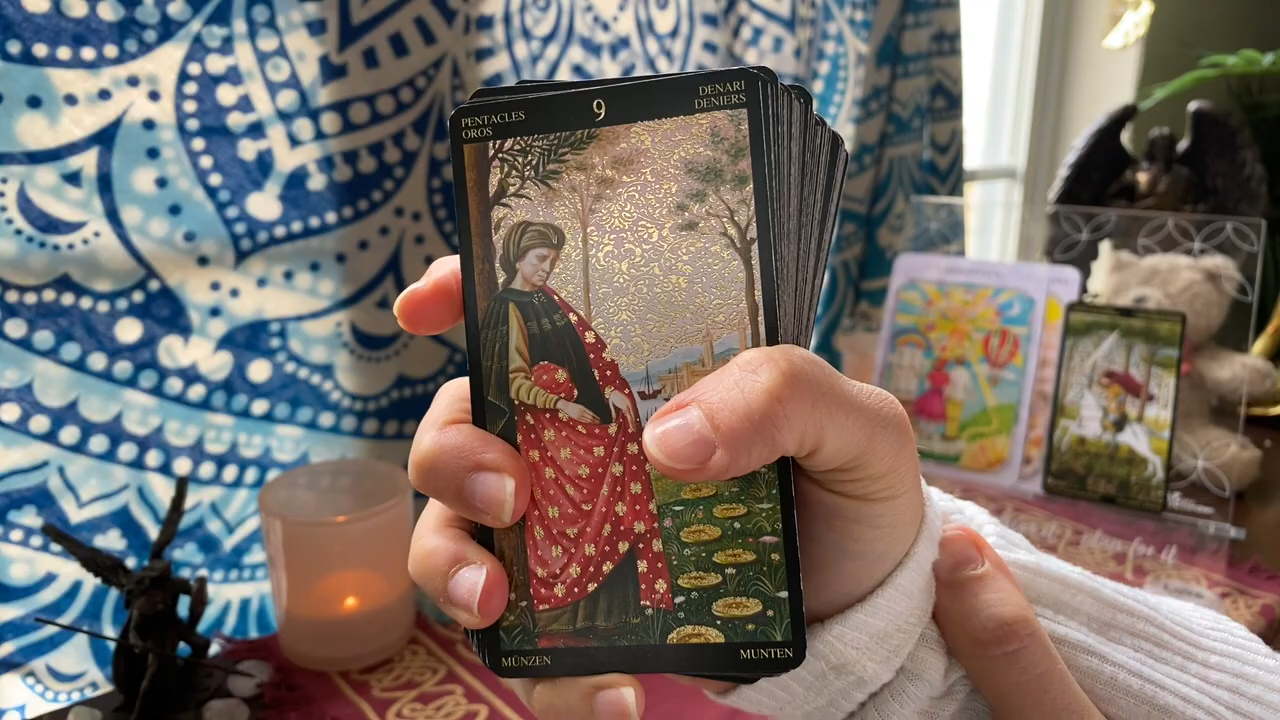 PENTACLES
OROS
9
DENARI
DENIERS
MÜNZEN
MUNTEN